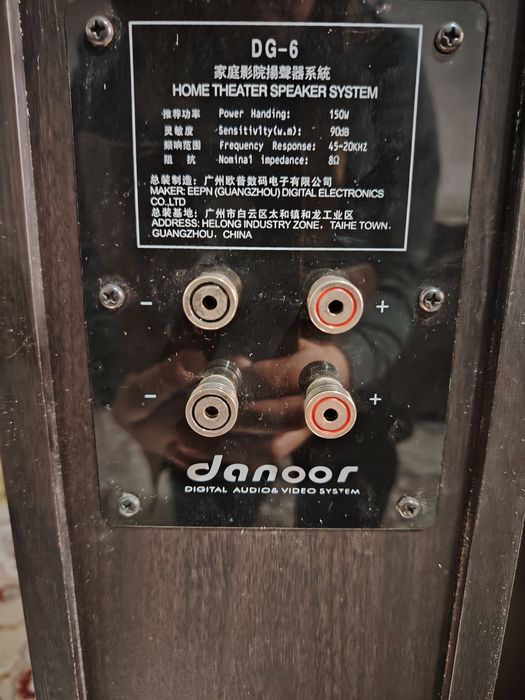 DG-6
家庭影院揚聲器系統
HOME THEATER SPEAKER SYSTEM
推荐功率 Power Handing: 150W
灵敏度 Sensitivity(w.m): 90dB
频响范围 Frequency Response: 45-20KHZ
阻 抗 Nominal impedance: 8Ω
总装制造：广州欧普数码电子有限公司
MAKER: EEPN (GUANGZHOU) DIGITAL ELECTRONICS
CO.,LTD
总装基地：广州市白云区太和镇和龙工业区
ADDRESS: HELONG INDUSTRY ZONE, TAIHE TOWN,
GUANGZHOU, CHINA
- +
- +
danoor
DIGITAL AUDIO & VIDEO SYSTEM